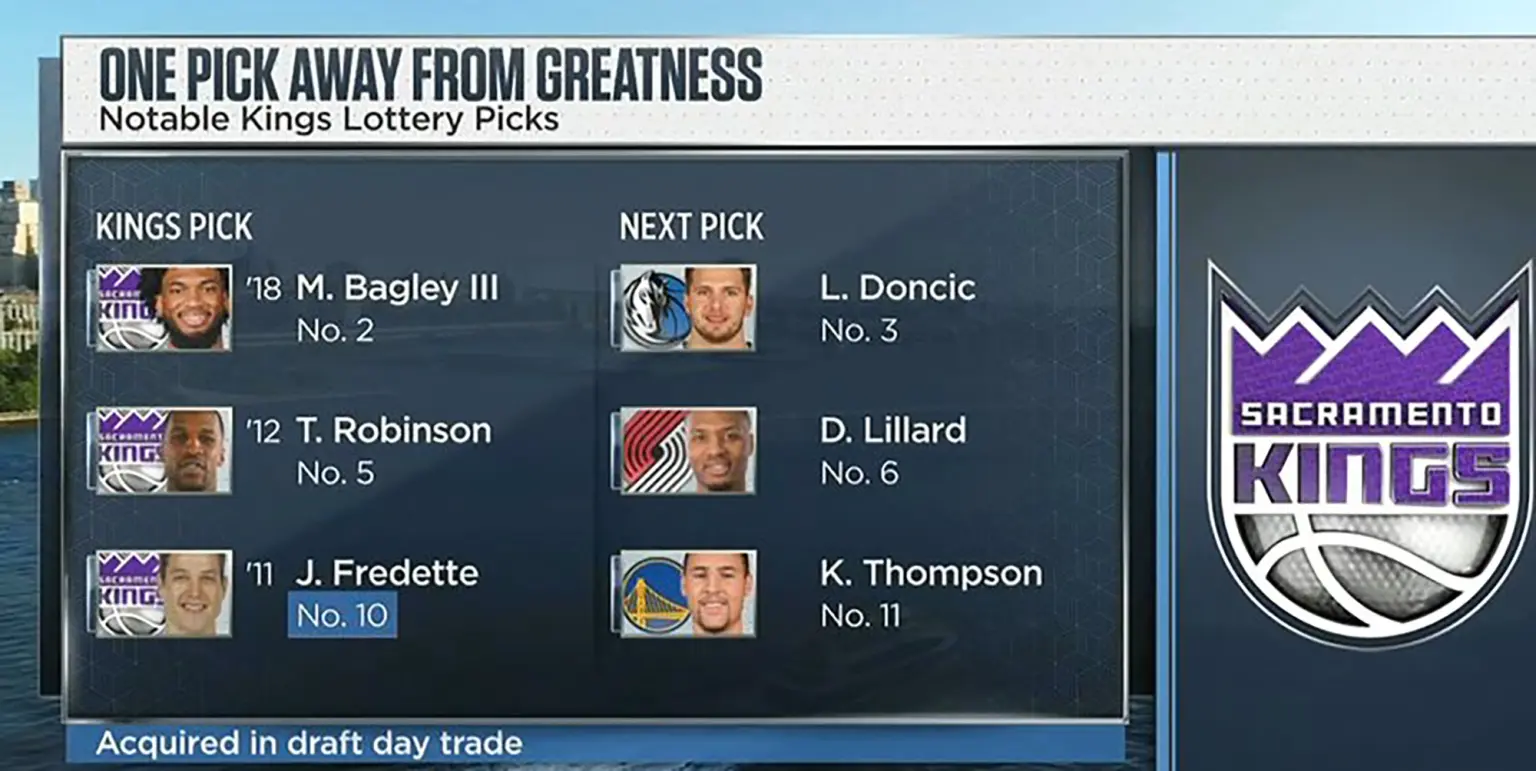 ONE PICK AWAY FROM GREATNESS
Notable Kings Lottery Picks
KINGS PICK
NEXT PICK
'18 M. Bagley III
No. 2
L. Doncic
No. 3
'12 T. Robinson
No. 5
D. Lillard
No. 6
'11 J. Fredette
No. 10
K. Thompson
No. 11
Acquired in draft day trade
SACRAMENTO
KINGS